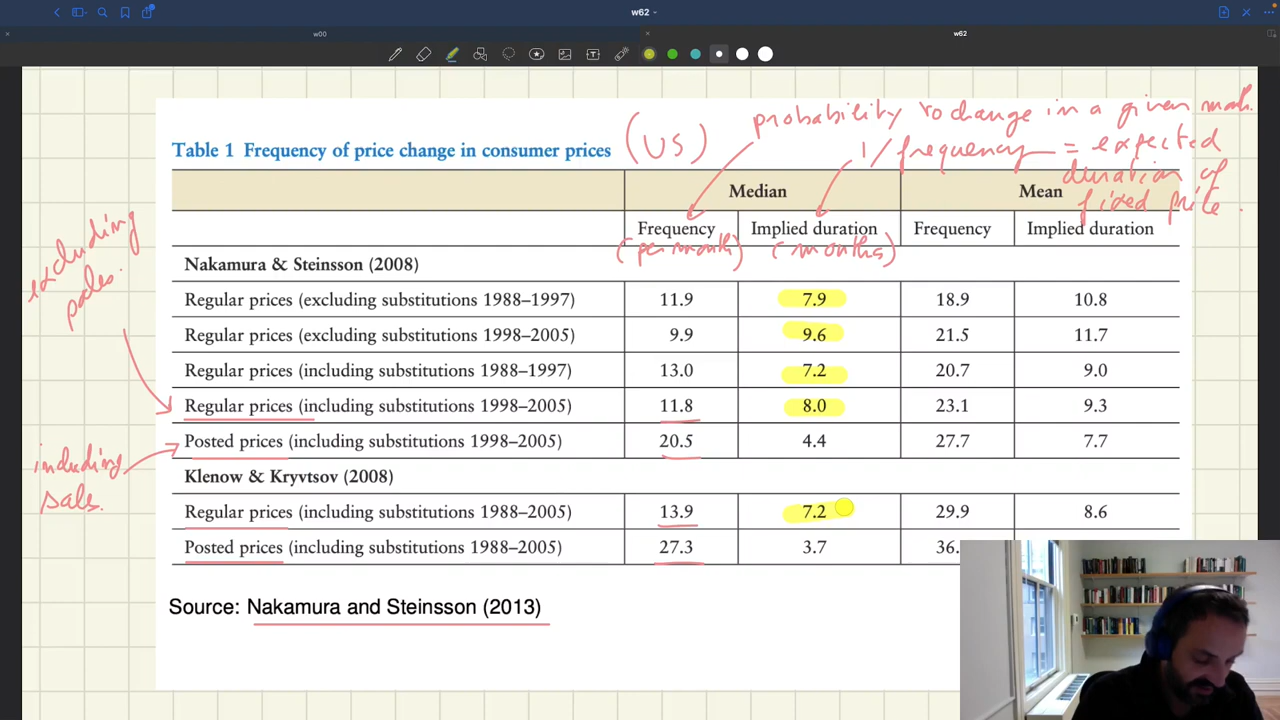 w62
w00
w62
probability to change in a given
Table 1 Frequency of price change in consumer prices
(US)
1/frequency = expected
duration of
fixed price.
Median
Mean
Frequency
Implied duration
Frequency
Implied duration
(per month)
(months)
excluding
sales.
Nakamura & Steinsson (2008)
Regular prices (excluding substitutions 1988–1997) 11.9 7.9 18.9 10.8
Regular prices (excluding substitutions 1998–2005) 9.9 9.6 21.5 11.7
Regular prices (including substitutions 1988–1997) 13.0 7.2 20.7 9.0
Regular prices (including substitutions 1998–2005) 11.8 8.0 23.1 9.3
Posted prices (including substitutions 1998–2005) 20.5 4.4 27.7 7.7
including
sales.
Klenow & Kryvtsov (2008)
Regular prices (including substitutions 1988–2005) 13.9 7.2 29.9 8.6
Posted prices (including substitutions 1988–2005) 27.3 3.7 36.
Source: Nakamura and Steinsson (2013)